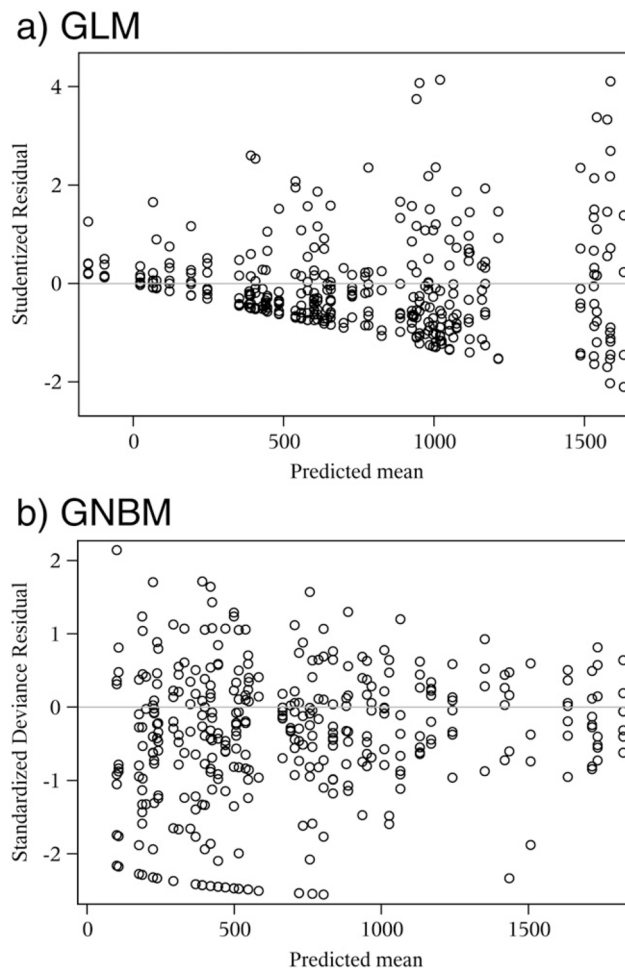 a) GLM
4
2
0
-2
Studentized Residual
0 500 1000 1500
Predicted mean
b) GNBM
2
1
0
-1
-2
Standardized Deviance Residual
0 500 1000 1500
Predicted mean